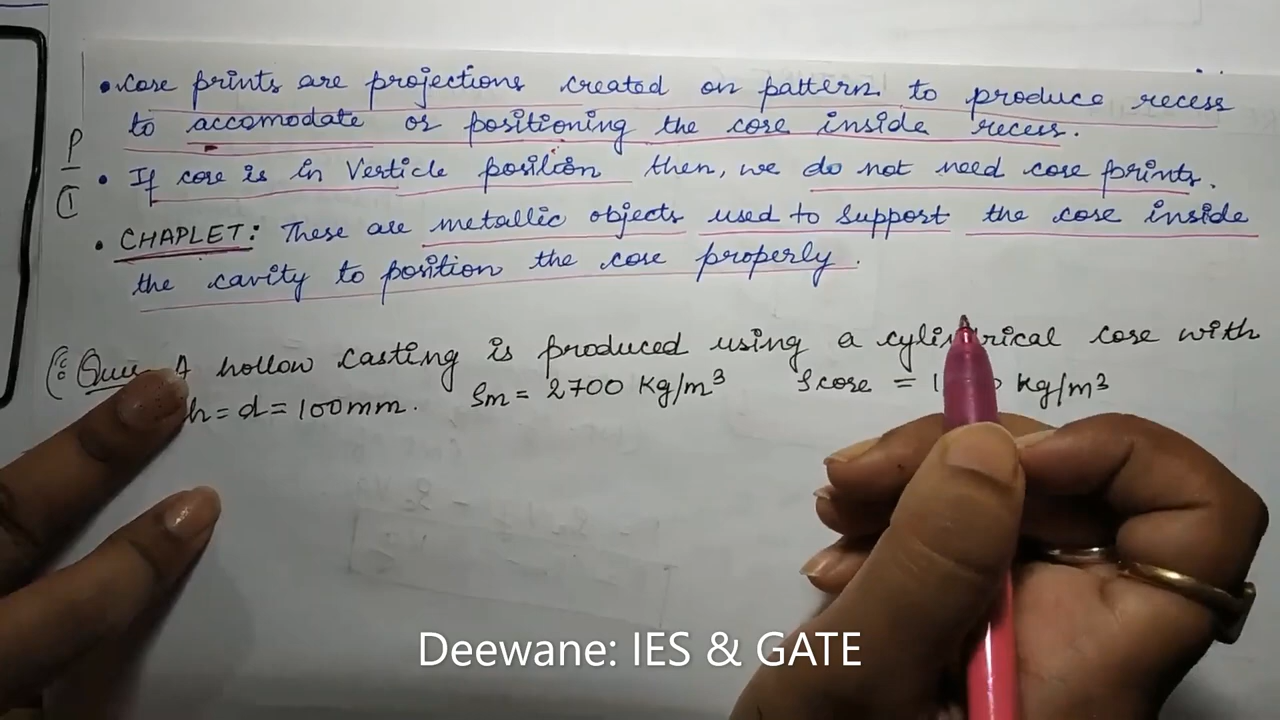 • Core prints are projections created on pattern to produce recess
to accomodate or positioning the core inside recess.
P
I
• If core is in Verticle position then, we do not need core prints.
• CHAPLET: These are metallic objects used to support the core inside
the cavity to position the core properly.
Ques A hollow casting is produced using a cylindrical core with
h = d = 100mm. ρm = 2700 Kg/m³ ρcore = Kg/m³
Deewane: IES & GATE